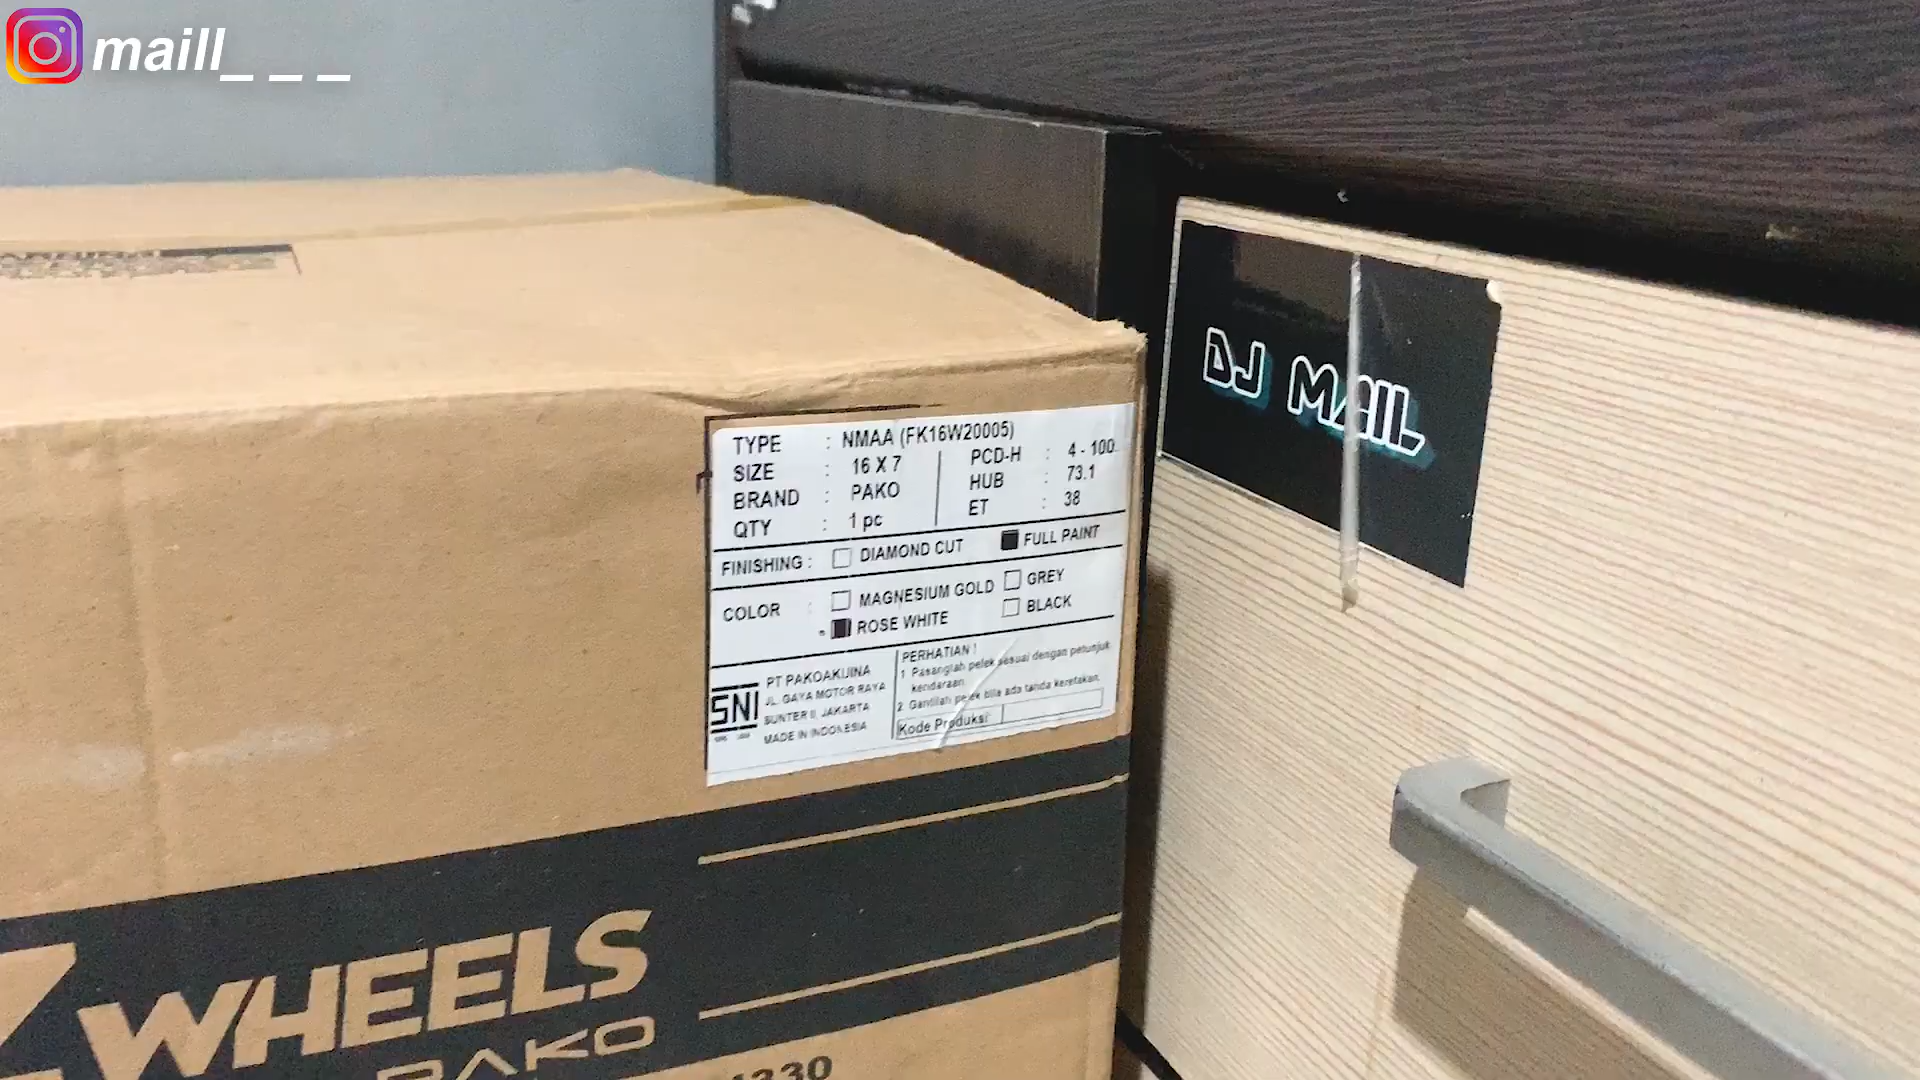 maill_ _ _
DJ MAIL
TYPE : NMAA (FK16W20005)
SIZE : 16 X 7
BRAND : PAKO
QTY : 1 pc
PCD-H : 4 - 100
HUB : 73.1
ET : 38
FINISHING : DIAMOND CUT FULL PAINT
COLOR : MAGNESIUM GOLD GREY
ROSE WHITE BLACK
SNI
PT PAKOAKUINA
JL. GAYA MOTOR RAYA
SUNTER II, JAKARTA
MADE IN INDONESIA
PERHATIAN !
1 Pasanglah pelek sesuai dengan petunjuk
kendaraan.
2 Gantilah pelek bila ada tanda keretakan.
Kode Produksi
WHEELS
PAKO